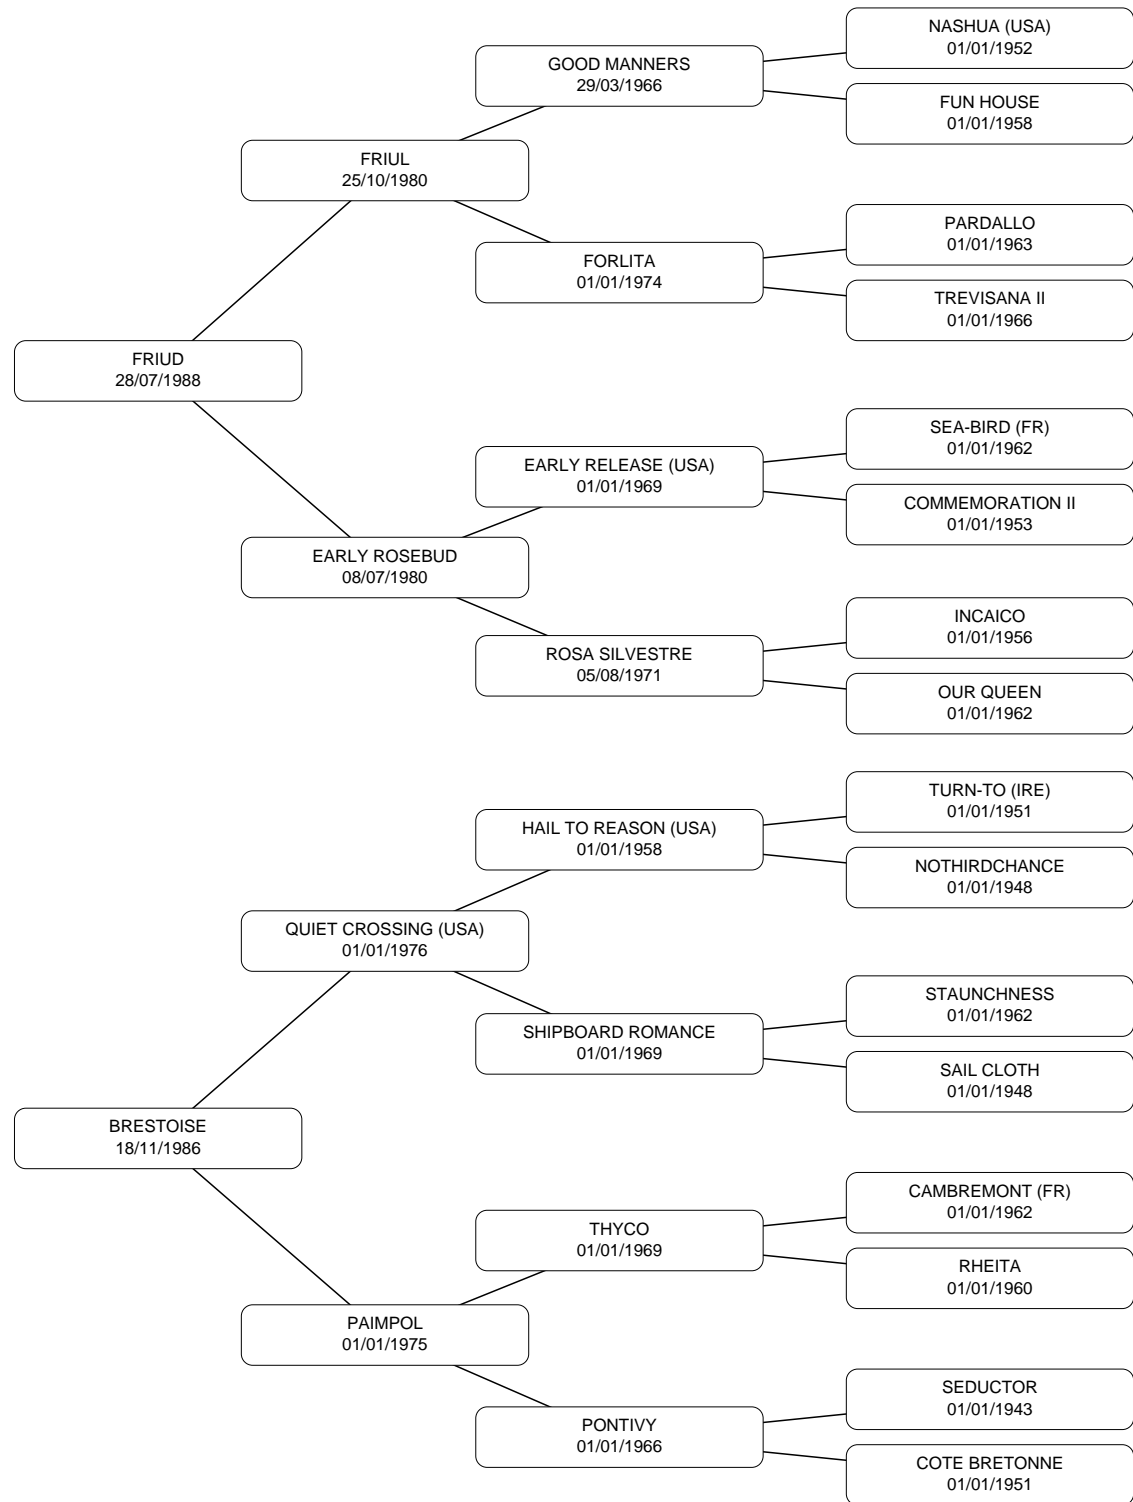 NASHUA (USA)
01/01/1952
GOOD MANNERS
29/03/1966
FUN HOUSE
01/01/1958
FRIUL
25/10/1980
PARDALLO
01/01/1963
FORLITA
01/01/1974
TREVISANA II
01/01/1966
FRIUD
28/07/1988
SEA-BIRD (FR)
01/01/1962
EARLY RELEASE (USA)
01/01/1969
COMMEMORATION II
01/01/1953
EARLY ROSEBUD
08/07/1980
INCAICO
01/01/1956
ROSA SILVESTRE
05/08/1971
OUR QUEEN
01/01/1962
TURN-TO (IRE)
01/01/1951
HAIL TO REASON (USA)
01/01/1958
NOTHIRDCHANCE
01/01/1948
QUIET CROSSING (USA)
01/01/1976
STAUNCHNESS
01/01/1962
SHIPBOARD ROMANCE
01/01/1969
SAIL CLOTH
01/01/1948
BRESTOISE
18/11/1986
CAMBREMONT (FR)
01/01/1962
THYCO
01/01/1969
RHEITA
01/01/1960
PAIMPOL
01/01/1975
SEDUCTOR
01/01/1943
PONTIVY
01/01/1966
COTE BRETONNE
01/01/1951